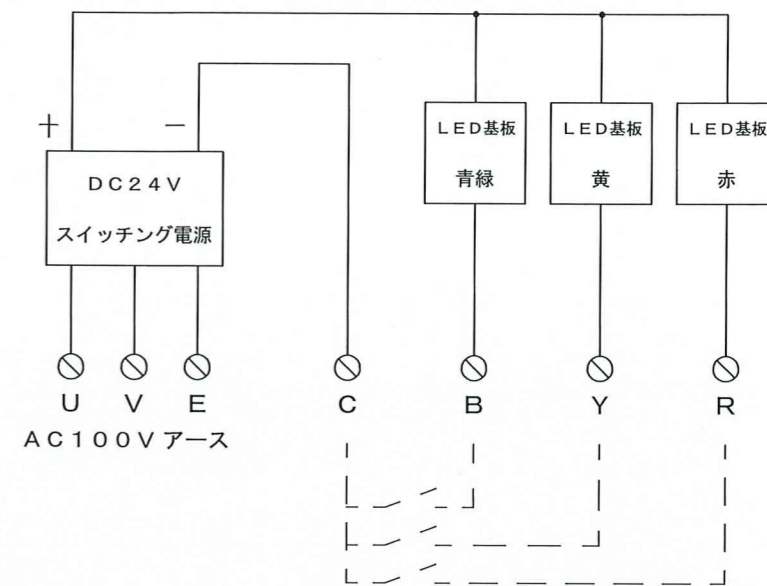 ＋ −
DC24V
スイッチング電源
LED基板
青緑
LED基板
黄
LED基板
赤
U V E C B Y R
AC100V アース